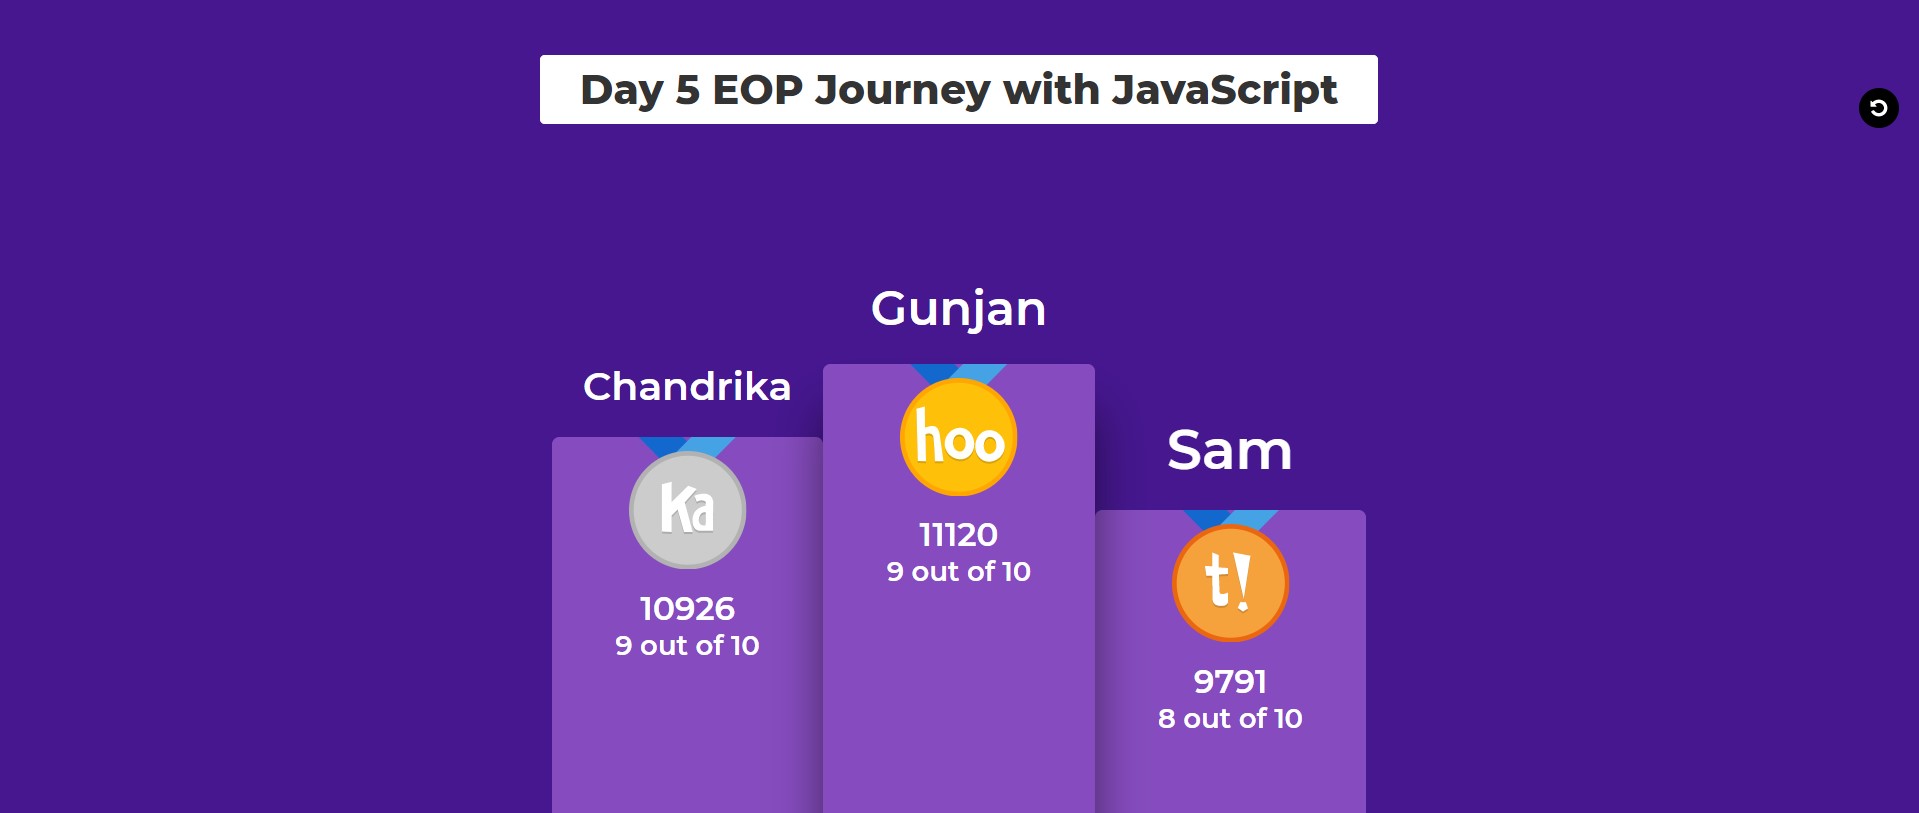 Day 5 EOP Journey with JavaScript
Gunjan
Chandrika
Sam
hoo
11120
9 out of 10
Ka
10926
9 out of 10
t!
9791
8 out of 10